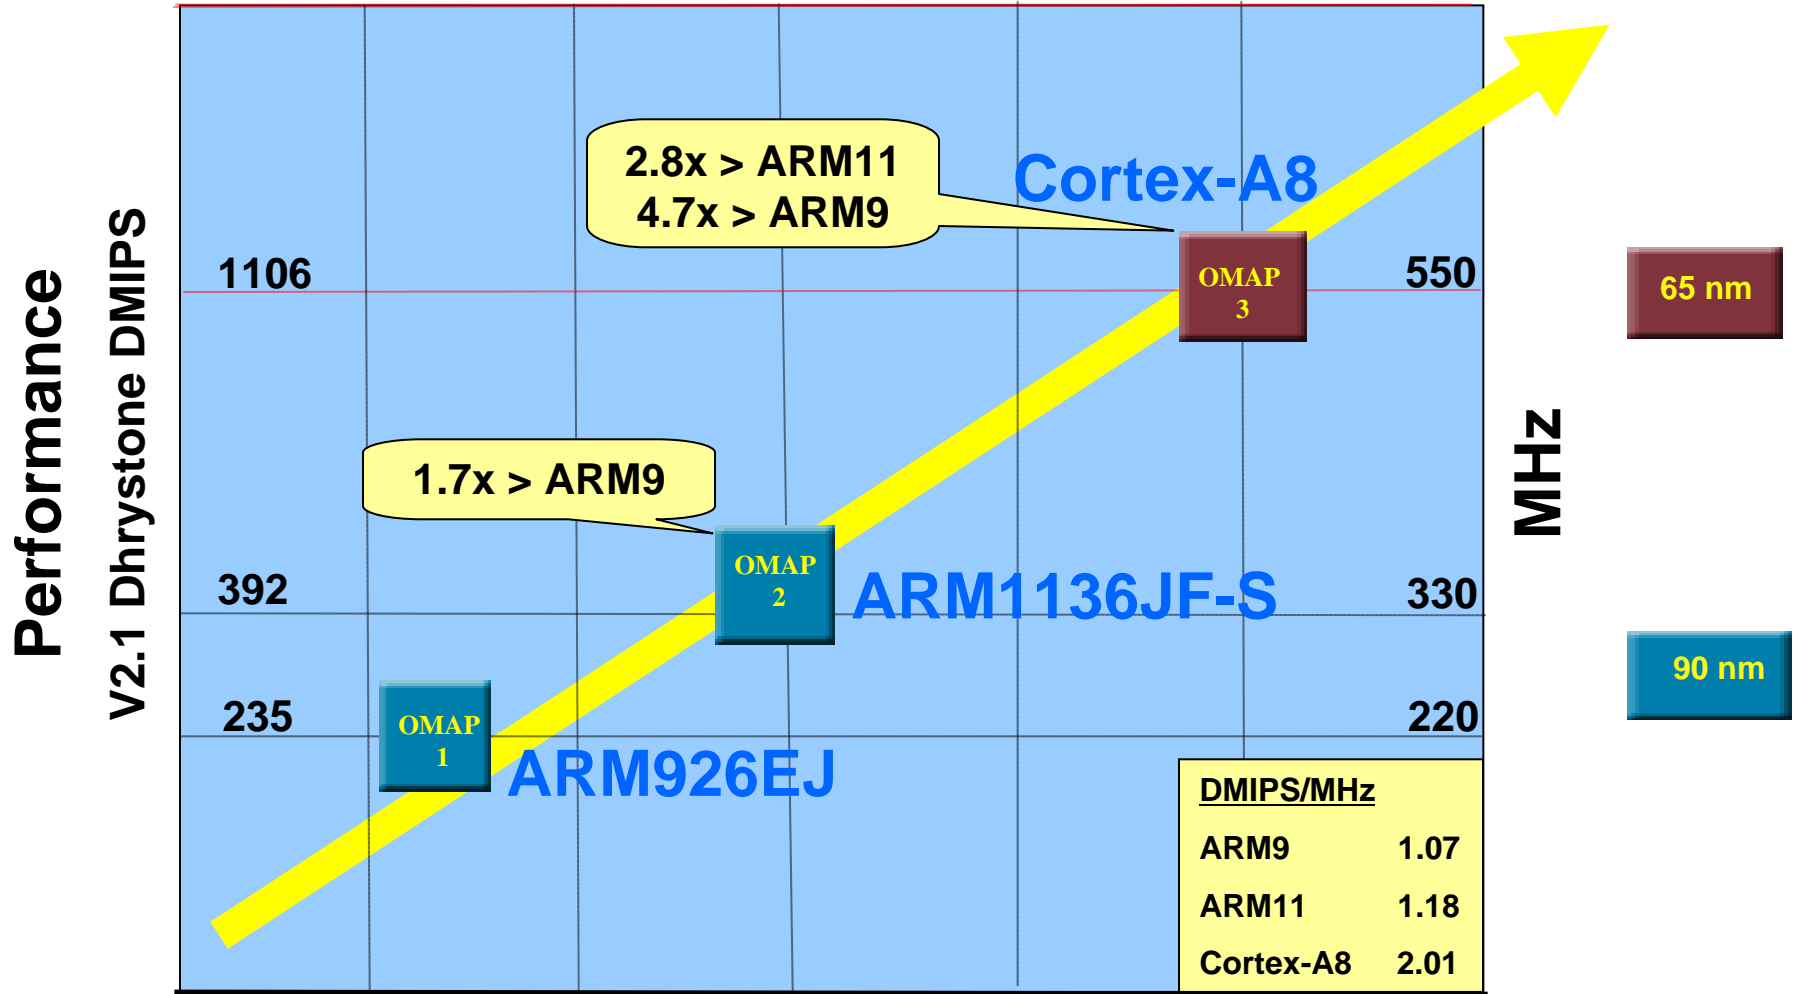 Performance
V2.1 Dhrystone DMIPS
2.8x > ARM11
4.7x > ARM9
Cortex-A8
1106
OMAP
3
550
65 nm
1.7x > ARM9
MHz
OMAP
2
ARM1136JF-S
392
330
90 nm
235
OMAP
1
220
ARM926EJ
DMIPS/MHz
ARM9 1.07
ARM11 1.18
Cortex-A8 2.01